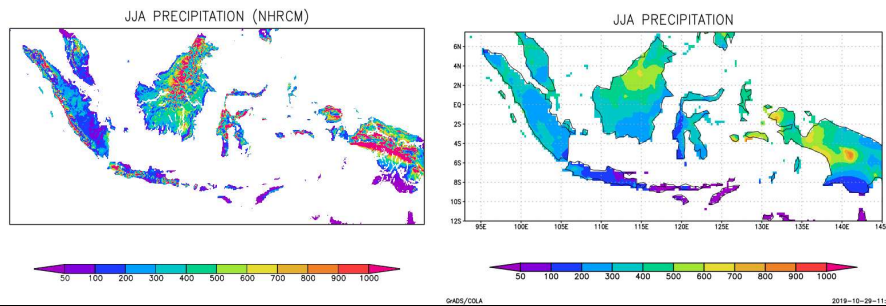 JJA PRECIPITATION (NHRCM)
50 100 200 300 400 500 600 700 800 900 1000
JJA PRECIPITATION
6N
4N
2N
EQ
2S
4S
6S
8S
10S
12S
95E 100E 105E 110E 115E 120E 125E 130E 135E 140E 145
50 100 200 300 400 500 600 700 800 900 1000
GrADS/COLA
2019-10-29-11: